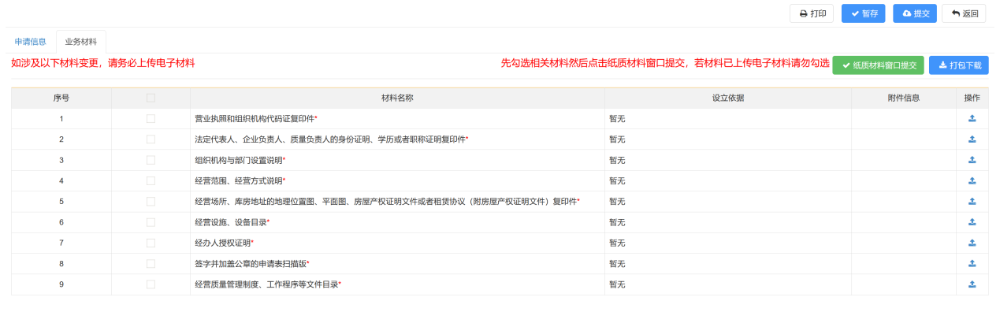 打印 暂存 提交 返回
申请信息 业务材料
如涉及以下材料变更，请务必上传电子材料 先勾选相关材料然后点击纸质材料窗口提交，若材料已上传电子材料请勿勾选 纸质材料窗口提交 打包下载
序号 材料名称 设立依据 附件信息 操作
1 营业执照和组织机构代码证复印件* 暂无
2 法定代表人、企业负责人、质量负责人的身份证明、学历或者职称证明复印件* 暂无
3 组织机构与部门设置说明* 暂无
4 经营范围、经营方式说明* 暂无
5 经营场所、库房地址的地理位置图、平面图、房屋产权证明文件或者租赁协议（附房屋产权证明文件）复印件* 暂无
6 经营设施、设备目录* 暂无
7 经办人授权证明* 暂无
8 签字并加盖公章的申请表扫描版* 暂无
9 经营质量管理制度、工作程序等文件目录* 暂无